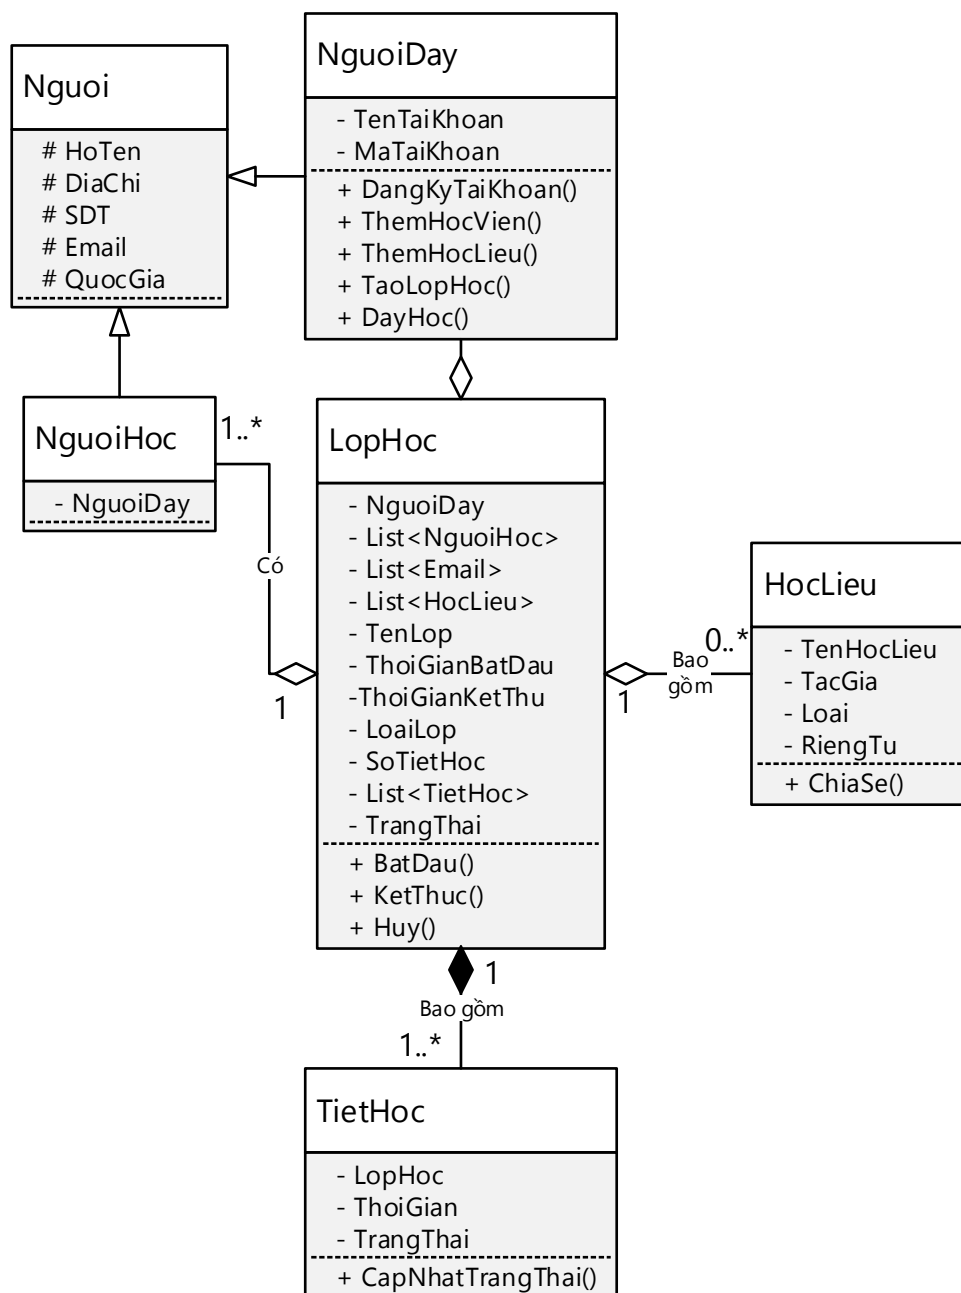 Nguoi
# HoTen
# DiaChi
# SDT
# Email
# QuocGia
NguoiDay
- TenTaiKhoan
- MaTaiKhoan
+ DangKyTaiKhoan()
+ ThemHocVien()
+ ThemHocLieu()
+ TaoLopHoc()
+ DayHoc()
NguoiHoc
- NguoiDay
1..*
Có
1
LopHoc
- NguoiDay
- List<NguoiHoc>
- List<Email>
- List<HocLieu>
- TenLop
- ThoiGianBatDau
-ThoiGianKetThu
- LoaiLop
- SoTietHoc
- List<TietHoc>
- TrangThai
+ BatDau()
+ KetThuc()
+ Huy()
1
Bao
gồm
0..*
HocLieu
- TenHocLieu
- TacGia
- Loai
- RiengTu
+ ChiaSe()
1
Bao gồm
1..*
TietHoc
- LopHoc
- ThoiGian
- TrangThai
+ CapNhatTrangThai()